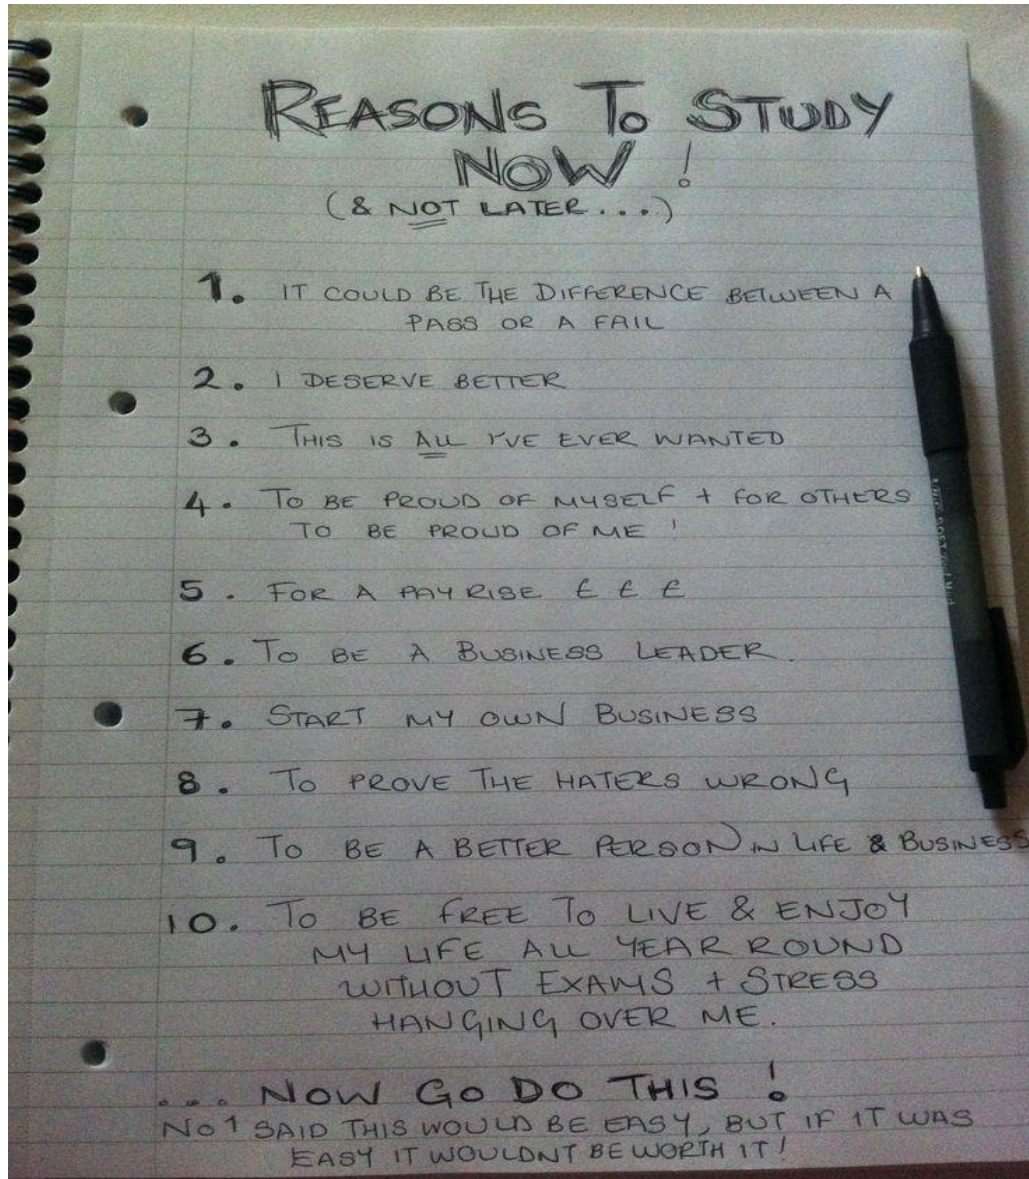 REASONS TO STUDY
NOW !
(& NOT LATER...)
1. IT COULD BE THE DIFFERENCE BETWEEN A
PASS OR A FAIL
2. I DESERVE BETTER
3. THIS IS ALL I'VE EVER WANTED
4. TO BE PROUD OF MYSELF + FOR OTHERS
TO BE PROUD OF ME !
5. FOR A PAY RISE £ £ £
6. TO BE A BUSINESS LEADER.
7. START MY OWN BUSINESS
8. TO PROVE THE HATERS WRONG
9. TO BE A BETTER PERSON IN LIFE & BUSINESS
10. TO BE FREE TO LIVE & ENJOY
MY LIFE ALL YEAR ROUND
WITHOUT EXAMS + STRESS
HANGING OVER ME.
... NOW GO DO THIS !
NO1 SAID THIS WOULD BE EASY, BUT IF IT WAS
EASY IT WOULDNT BE WORTH IT!